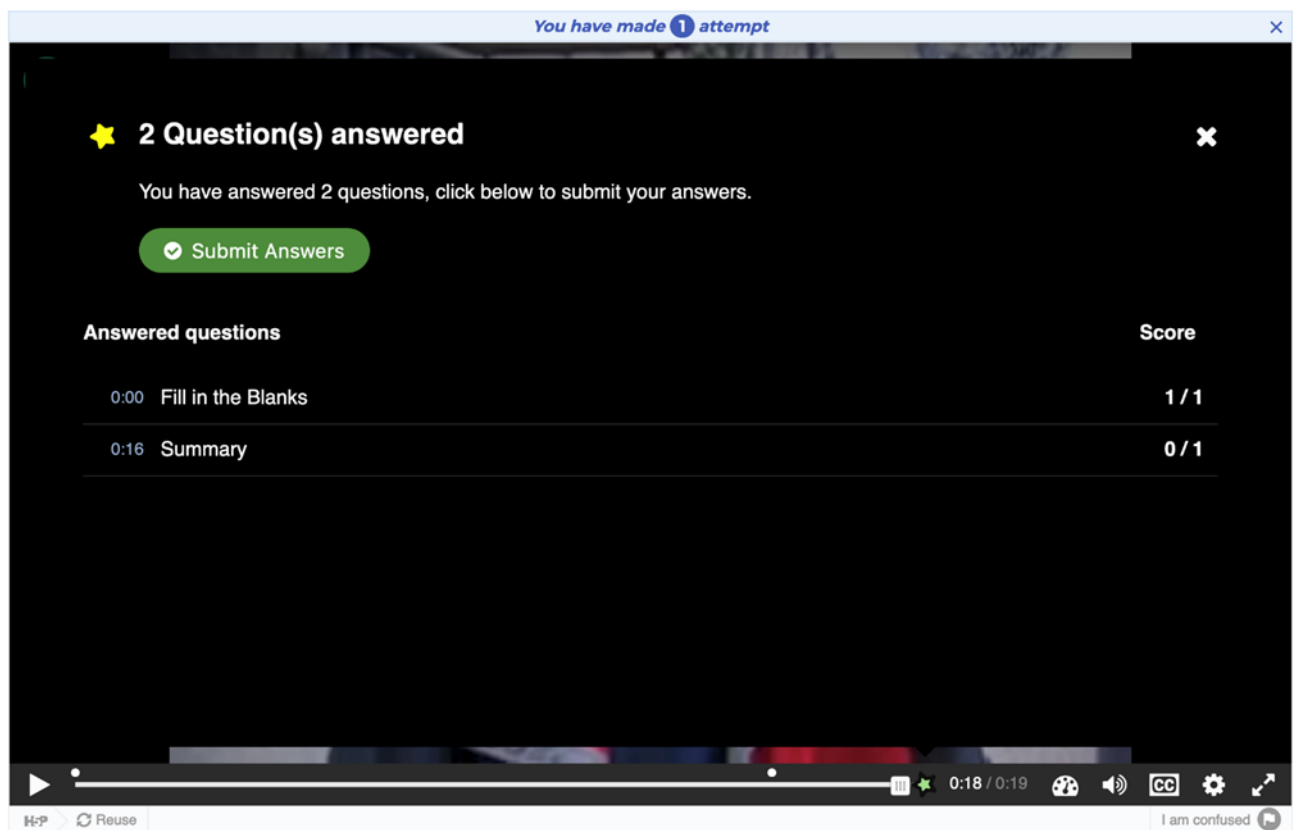 You have made 1 attempt
2 Question(s) answered
You have answered 2 questions, click below to submit your answers.
Submit Answers
Answered questions Score
0:00 Fill in the Blanks 1 / 1
0:16 Summary 0 / 1
0:18 / 0:19 CC
H5P Reuse I am confused